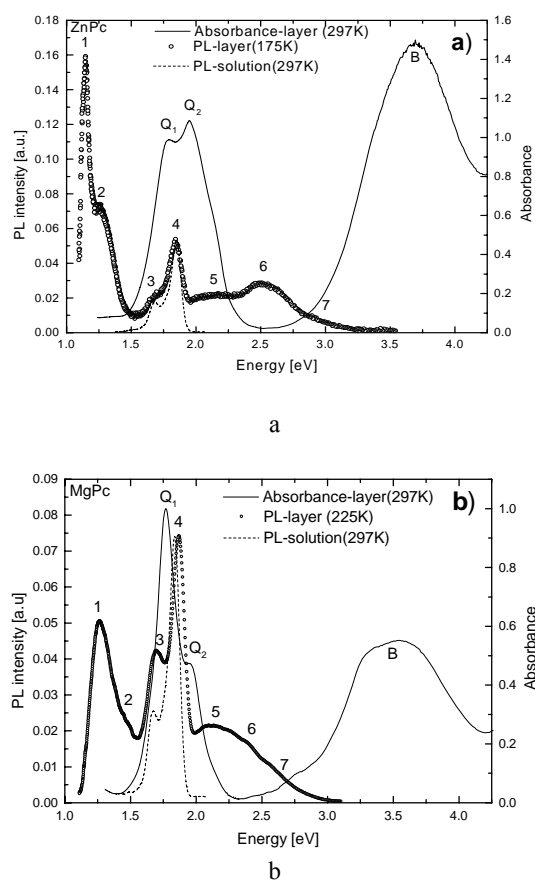 ZnPc
a)
Absorbance-layer (297K)
PL-layer (175K)
PL-solution(297K)
1
2
3
4
5
6
7
Q1
Q2
B
PL intensity [a.u.]
0.18
0.16
0.14
0.12
0.10
0.08
0.06
0.04
0.02
0.00
Absorbance
1.6
1.4
1.2
1.0
0.8
0.6
0.4
0.2
0.0
1.0 1.5 2.0 2.5 3.0 3.5 4.0
Energy [eV]
a
MgPc
b)
Absorbance-layer(297K)
PL-layer (225K)
PL-solution(297K)
1
2
3
4
5
6
7
Q1
Q2
B
PL intensity [a.u]
0.09
0.08
0.07
0.06
0.05
0.04
0.03
0.02
0.01
0.00
Absorbance
1.0
0.8
0.6
0.4
0.2
0.0
1.0 1.5 2.0 2.5 3.0 3.5 4.0
Energy [eV]
b